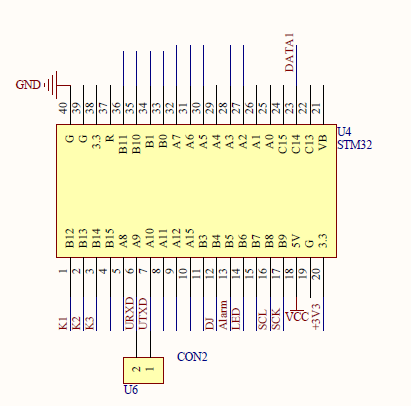 DATA1
GND
40 39 38 37 36 35 34 33 32 31 30 29 28 27 26 25 24 23 22 21
U4
STM32
G G 3.3 R B11 B10 B1 B0 A7 A6 A5 A4 A3 A2 A1 A0 C15 C14 C13 VB
B12 B13 B14 B15 A8 A9 A10 A11 A12 A15 B3 B4 B5 B6 B7 B8 B9 5V G 3.3
1 2 3 4 5 6 7 8 9 10 11 12 13 14 15 16 17 18 19 20
K1 K2 K3 URXD UTXD DJ Alarm LED SCL SCK VCC +3V3
CON2
2 1
U6